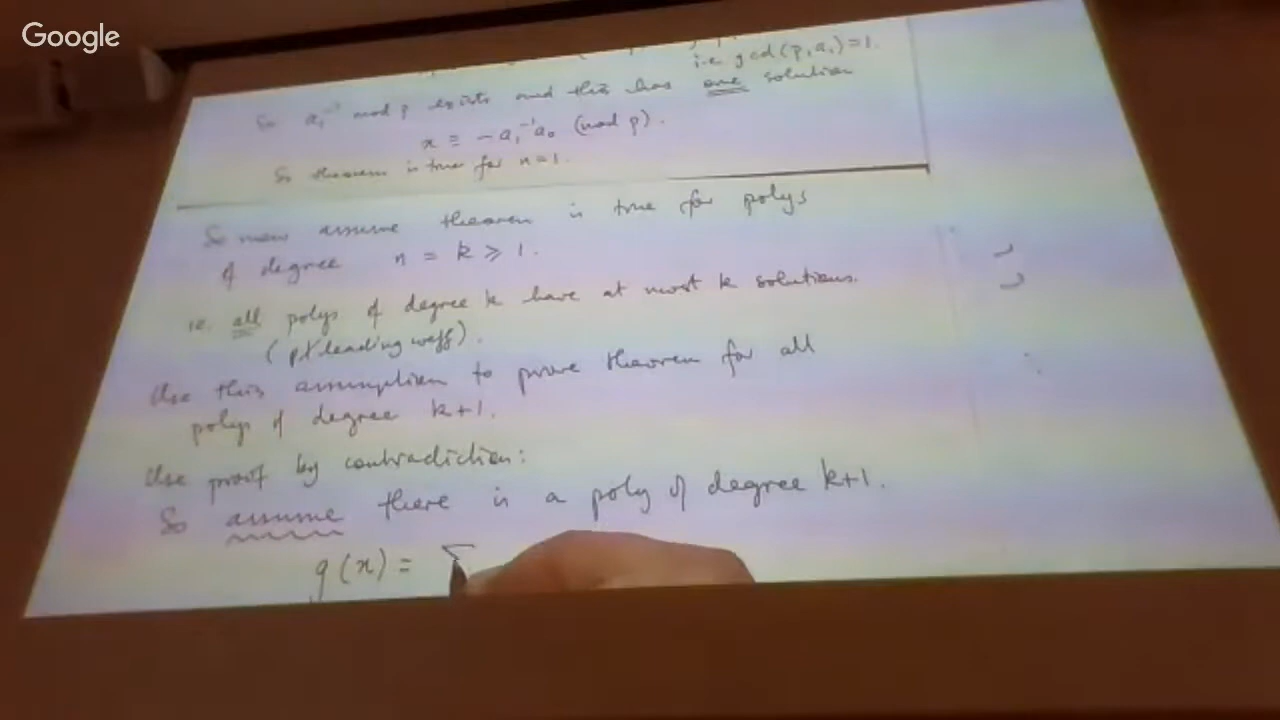 Google
i.e. gcd(p, a₁) = 1.
So a₁⁻¹ mod p exists and this has one solution
x ≡ -a₁⁻¹a₀ (mod p).
So theorem is true for n = 1.
So now assume theorem is true for polys
of degree n = k ⩾ 1.
ie. all polys of degree k have at most k solutions.
(p∤leading coeff).
Use this assumption to prove theorem for all
polys of degree k+1.
Use proof by contradiction:
So assume there is a poly of degree k+1.
g(x) = Σ